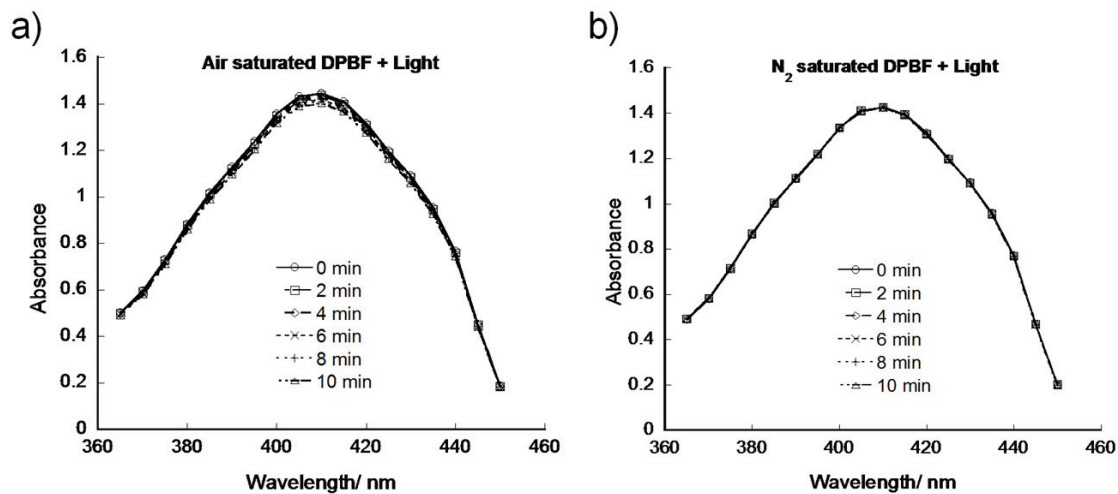 a)
Air saturated DPBF + Light
1.6
1.4
1.2
1
0.8
0.6
0.4
0.2
0
Absorbance
0 min
2 min
4 min
6 min
8 min
10 min
360
380
400
420
440
460
Wavelength/ nm
b)
N2 saturated DPBF + Light
1.6
1.4
1.2
1
0.8
0.6
0.4
0.2
0
Absorbance
0 min
2 min
4 min
6 min
8 min
10 min
360
380
400
420
440
460
Wavelength/ nm